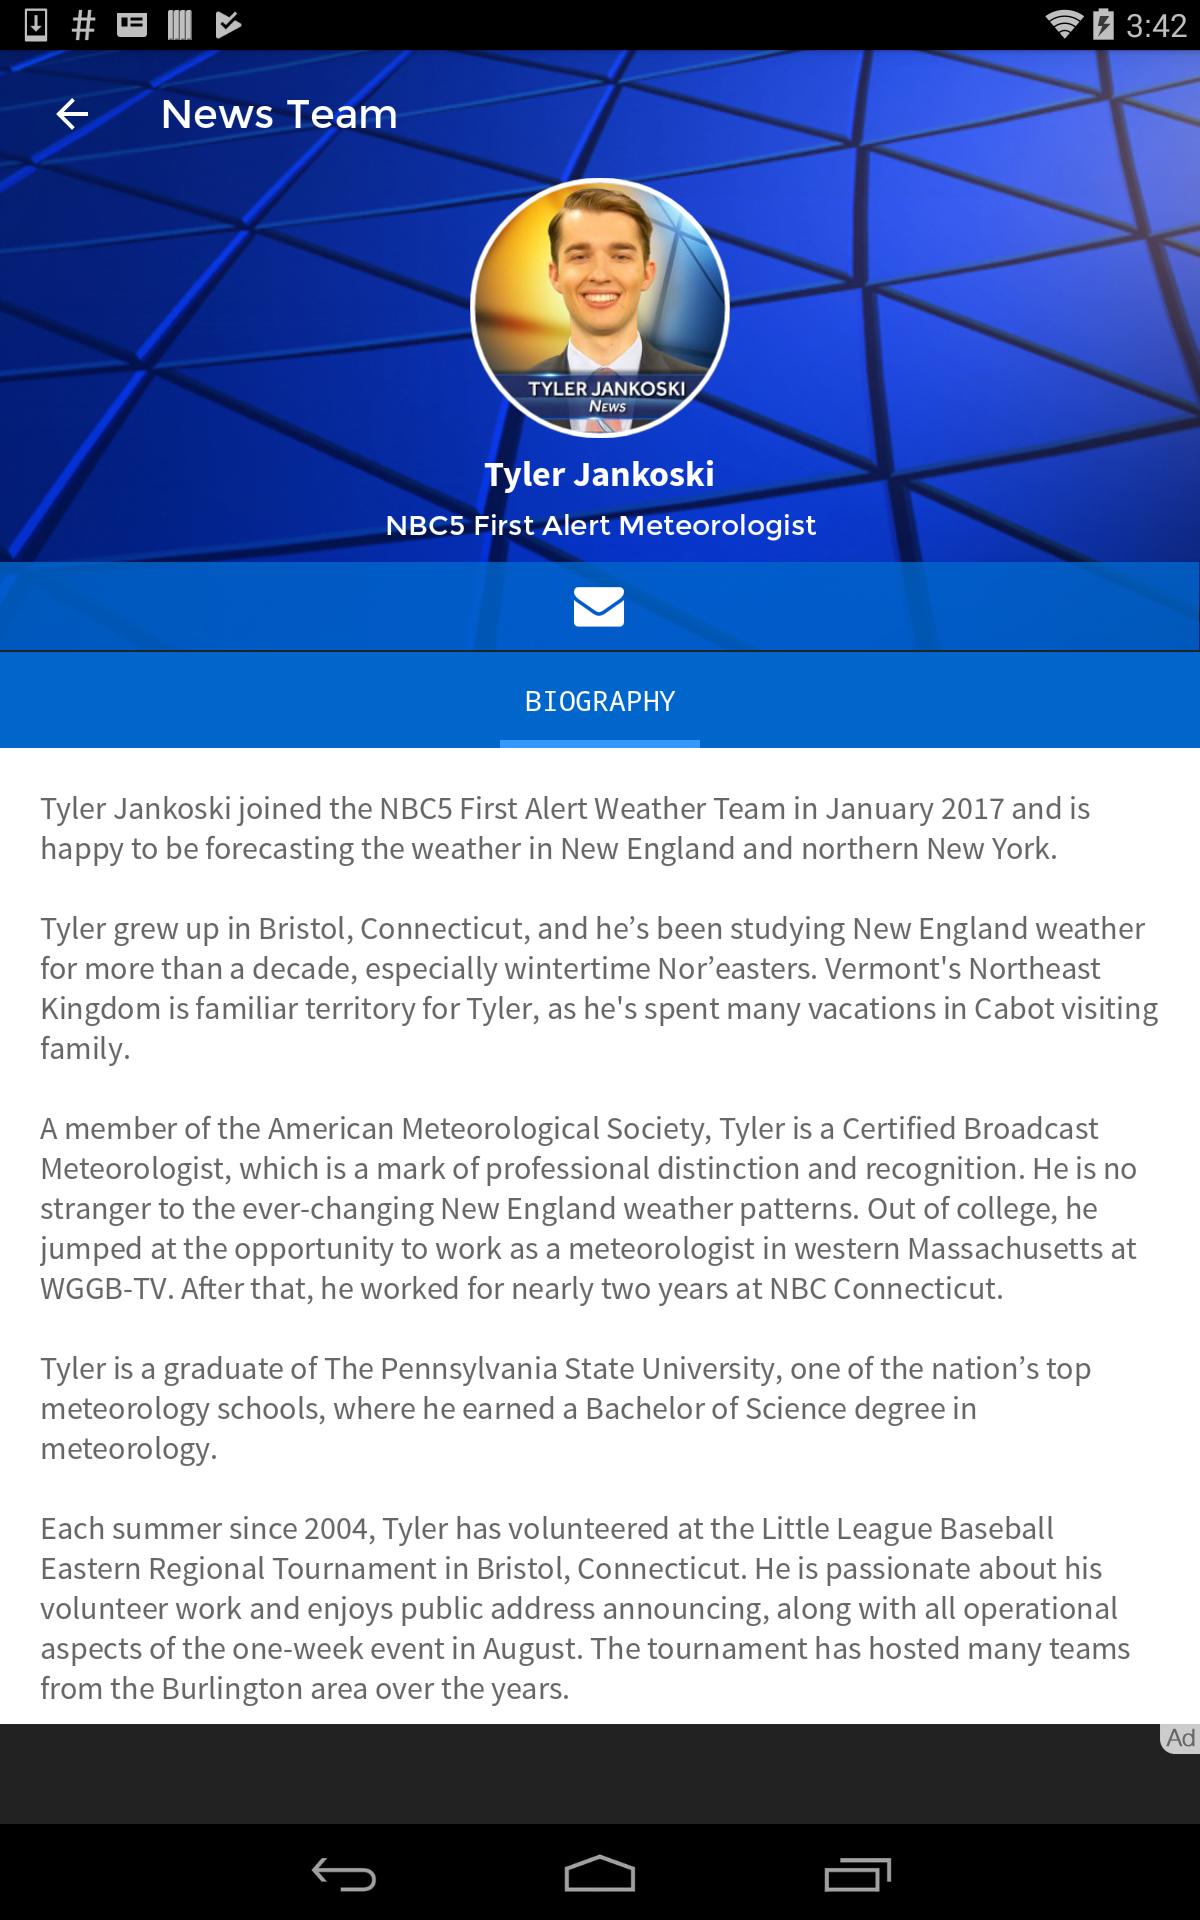 3:42
News Team
TYLER JANKOSKI
NEWS
Tyler Jankoski
NBC5 First Alert Meteorologist
BIOGRAPHY
Tyler Jankoski joined the NBC5 First Alert Weather Team in January 2017 and is
happy to be forecasting the weather in New England and northern New York.
Tyler grew up in Bristol, Connecticut, and he’s been studying New England weather
for more than a decade, especially wintertime Nor’easters. Vermont's Northeast
Kingdom is familiar territory for Tyler, as he's spent many vacations in Cabot visiting
family.
A member of the American Meteorological Society, Tyler is a Certified Broadcast
Meteorologist, which is a mark of professional distinction and recognition. He is no
stranger to the ever-changing New England weather patterns. Out of college, he
jumped at the opportunity to work as a meteorologist in western Massachusetts at
WGGB-TV. After that, he worked for nearly two years at NBC Connecticut.
Tyler is a graduate of The Pennsylvania State University, one of the nation’s top
meteorology schools, where he earned a Bachelor of Science degree in
meteorology.
Each summer since 2004, Tyler has volunteered at the Little League Baseball
Eastern Regional Tournament in Bristol, Connecticut. He is passionate about his
volunteer work and enjoys public address announcing, along with all operational
aspects of the one-week event in August. The tournament has hosted many teams
from the Burlington area over the years.
Ad